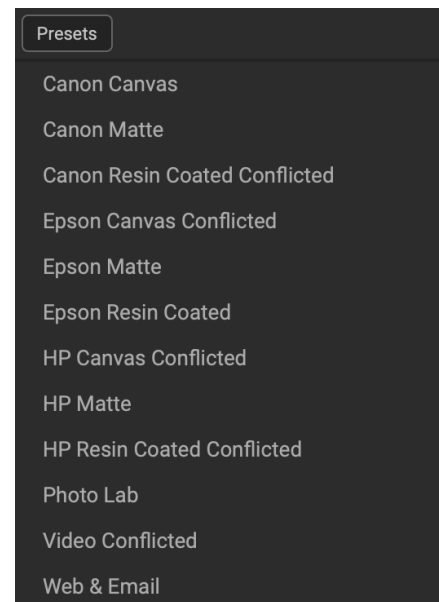 Presets
Canon Canvas
Canon Matte
Canon Resin Coated Conflicted
Epson Canvas Conflicted
Epson Matte
Epson Resin Coated
HP Canvas Conflicted
HP Matte
HP Resin Coated Conflicted
Photo Lab
Video Conflicted
Web & Email